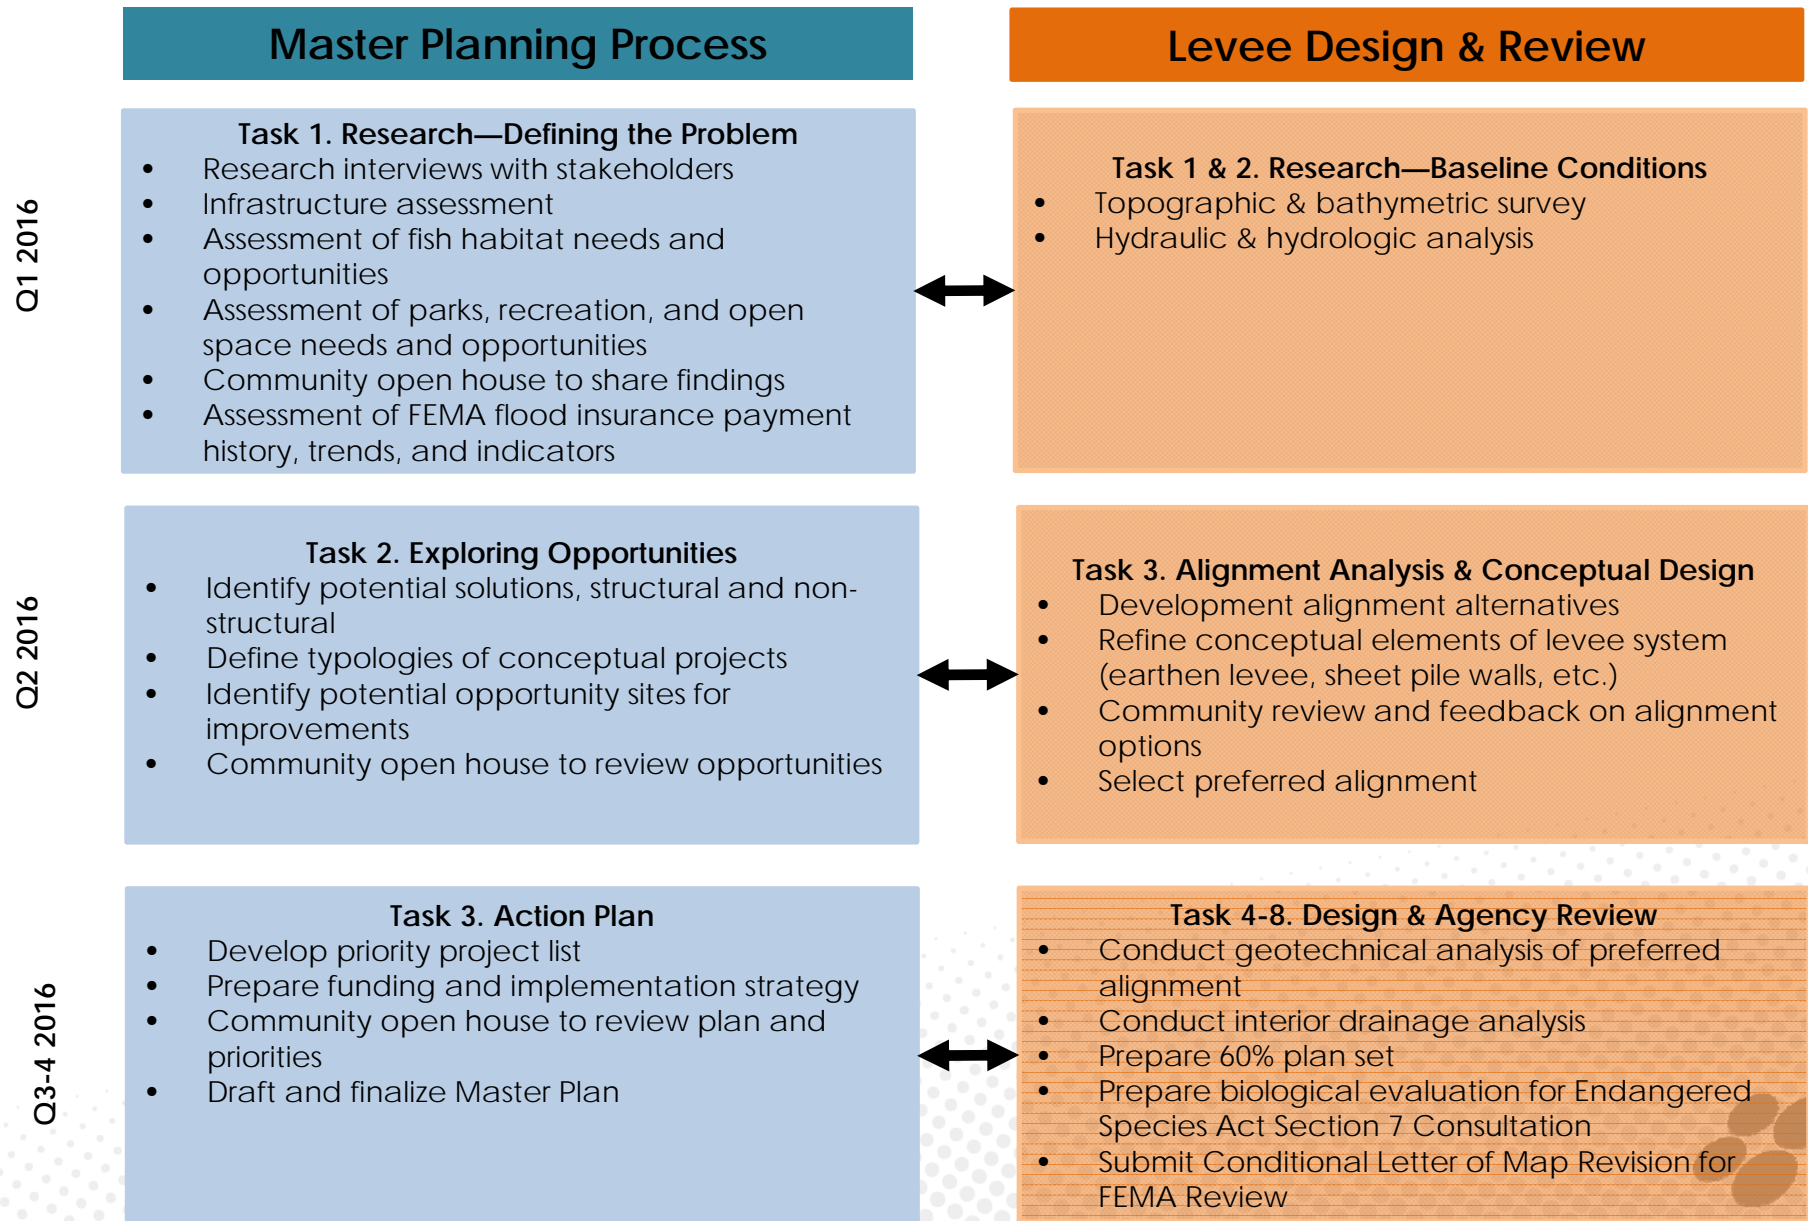 Master Planning Process
Levee Design & Review
Q1 2016
Task 1. Research—Defining the Problem
• Research interviews with stakeholders
• Infrastructure assessment
• Assessment of fish habitat needs and
opportunities
• Assessment of parks, recreation, and open
space needs and opportunities
• Community open house to share findings
• Assessment of FEMA flood insurance payment
history, trends, and indicators
Task 1 & 2. Research—Baseline Conditions
• Topographic & bathymetric survey
• Hydraulic & hydrologic analysis
Q2 2016
Task 2. Exploring Opportunities
• Identify potential solutions, structural and non-
structural
• Define typologies of conceptual projects
• Identify potential opportunity sites for
improvements
• Community open house to review opportunities
Task 3. Alignment Analysis & Conceptual Design
• Development alignment alternatives
• Refine conceptual elements of levee system
(earthen levee, sheet pile walls, etc.)
• Community review and feedback on alignment
options
• Select preferred alignment
Q3-4 2016
Task 3. Action Plan
• Develop priority project list
• Prepare funding and implementation strategy
• Community open house to review plan and
priorities
• Draft and finalize Master Plan
Task 4-8. Design & Agency Review
• Conduct geotechnical analysis of preferred
alignment
• Conduct interior drainage analysis
• Prepare 60% plan set
• Prepare biological evaluation for Endangered
Species Act Section 7 Consultation
• Submit Conditional Letter of Map Revision for
FEMA Review